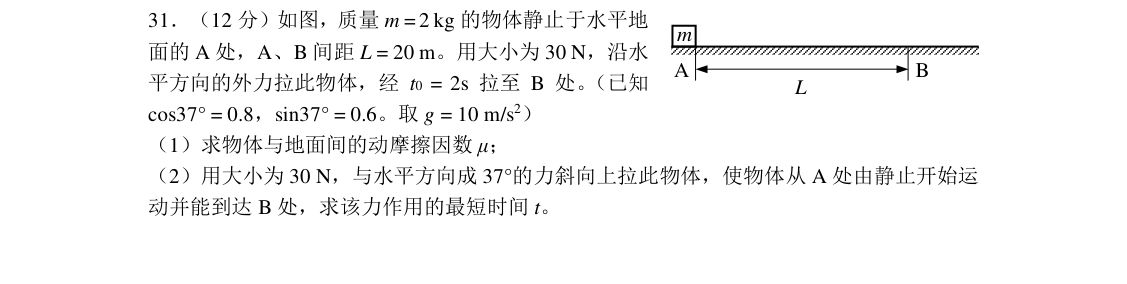 31．（12 分）如图，质量 m = 2 kg 的物体静止于水平地
面的 A 处，A、B 间距 L = 20 m。用大小为 30 N，沿水
平方向的外力拉此物体，经 t₀ = 2s 拉至 B 处。（已知
cos37° = 0.8，sin37° = 0.6。取 g = 10 m/s²）
（1）求物体与地面间的动摩擦因数 μ；
（2）用大小为 30 N，与水平方向成 37°的力斜向上拉此物体，使物体从 A 处由静止开始运
动并能到达 B 处，求该力作用的最短时间 t。
m
A
B
L